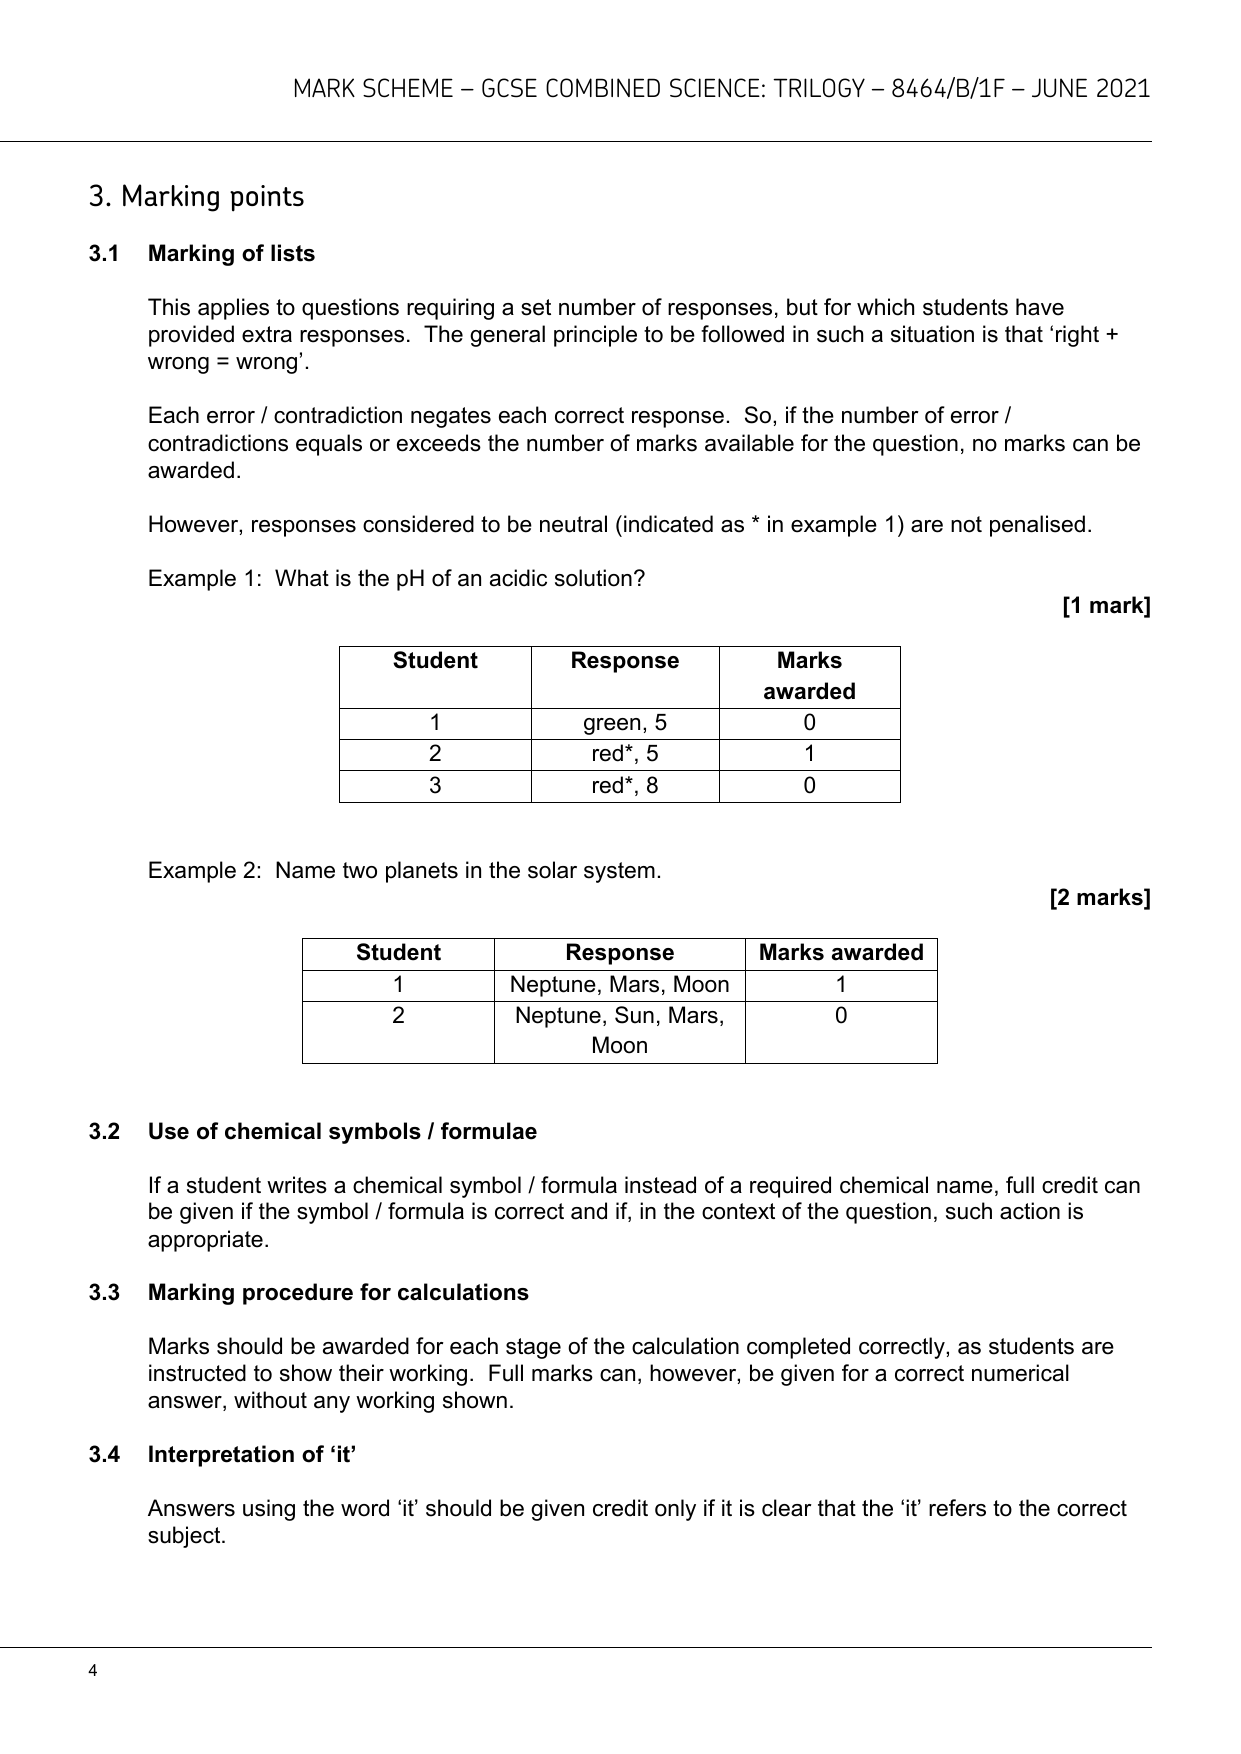 MARK SCHEME – GCSE COMBINED SCIENCE: TRILOGY – 8464/B/1F – JUNE 2021
3. Marking points
3.1 Marking of lists
This applies to questions requiring a set number of responses, but for which students have
provided extra responses. The general principle to be followed in such a situation is that ‘right +
wrong = wrong’.
Each error / contradiction negates each correct response. So, if the number of error /
contradictions equals or exceeds the number of marks available for the question, no marks can be
awarded.
However, responses considered to be neutral (indicated as * in example 1) are not penalised.
Example 1: What is the pH of an acidic solution?
[1 mark]
Student Response Marks
awarded
1 green, 5 0
2 red*, 5 1
3 red*, 8 0
Example 2: Name two planets in the solar system.
[2 marks]
Student Response Marks awarded
1 Neptune, Mars, Moon 1
2 Neptune, Sun, Mars, 0
Moon
3.2 Use of chemical symbols / formulae
If a student writes a chemical symbol / formula instead of a required chemical name, full credit can
be given if the symbol / formula is correct and if, in the context of the question, such action is
appropriate.
3.3 Marking procedure for calculations
Marks should be awarded for each stage of the calculation completed correctly, as students are
instructed to show their working. Full marks can, however, be given for a correct numerical
answer, without any working shown.
3.4 Interpretation of ‘it’
Answers using the word ‘it’ should be given credit only if it is clear that the ‘it’ refers to the correct
subject.
4